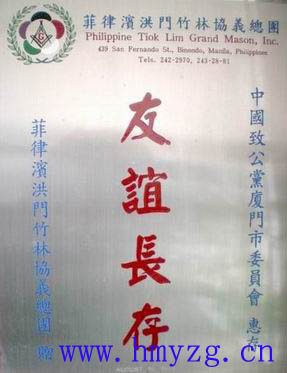 菲律濱洪門竹林協義總團
Philippine Tiok Lim Grand Mason, Inc.
439 San Fernando St., Binondo, Manila, Philippines
Tels. 242-2970, 243-28-81
中國致公黨廈門市委員會 惠存
友誼長存
菲律濱洪門竹林協義總團 贈
www.hmyzg.cn